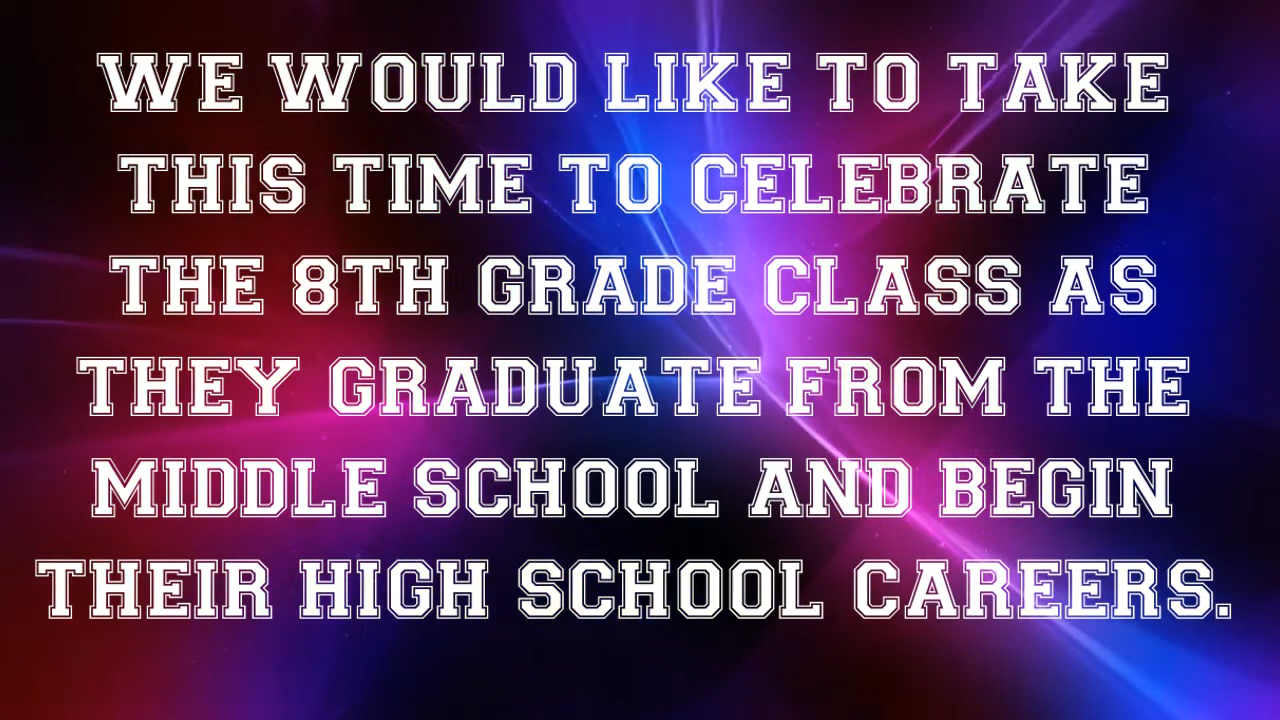 WE WOULD LIKE TO TAKE
THIS TIME TO CELEBRATE
THE 8TH GRADE CLASS AS
THEY GRADUATE FROM THE
MIDDLE SCHOOL AND BEGIN
THEIR HIGH SCHOOL CAREERS.